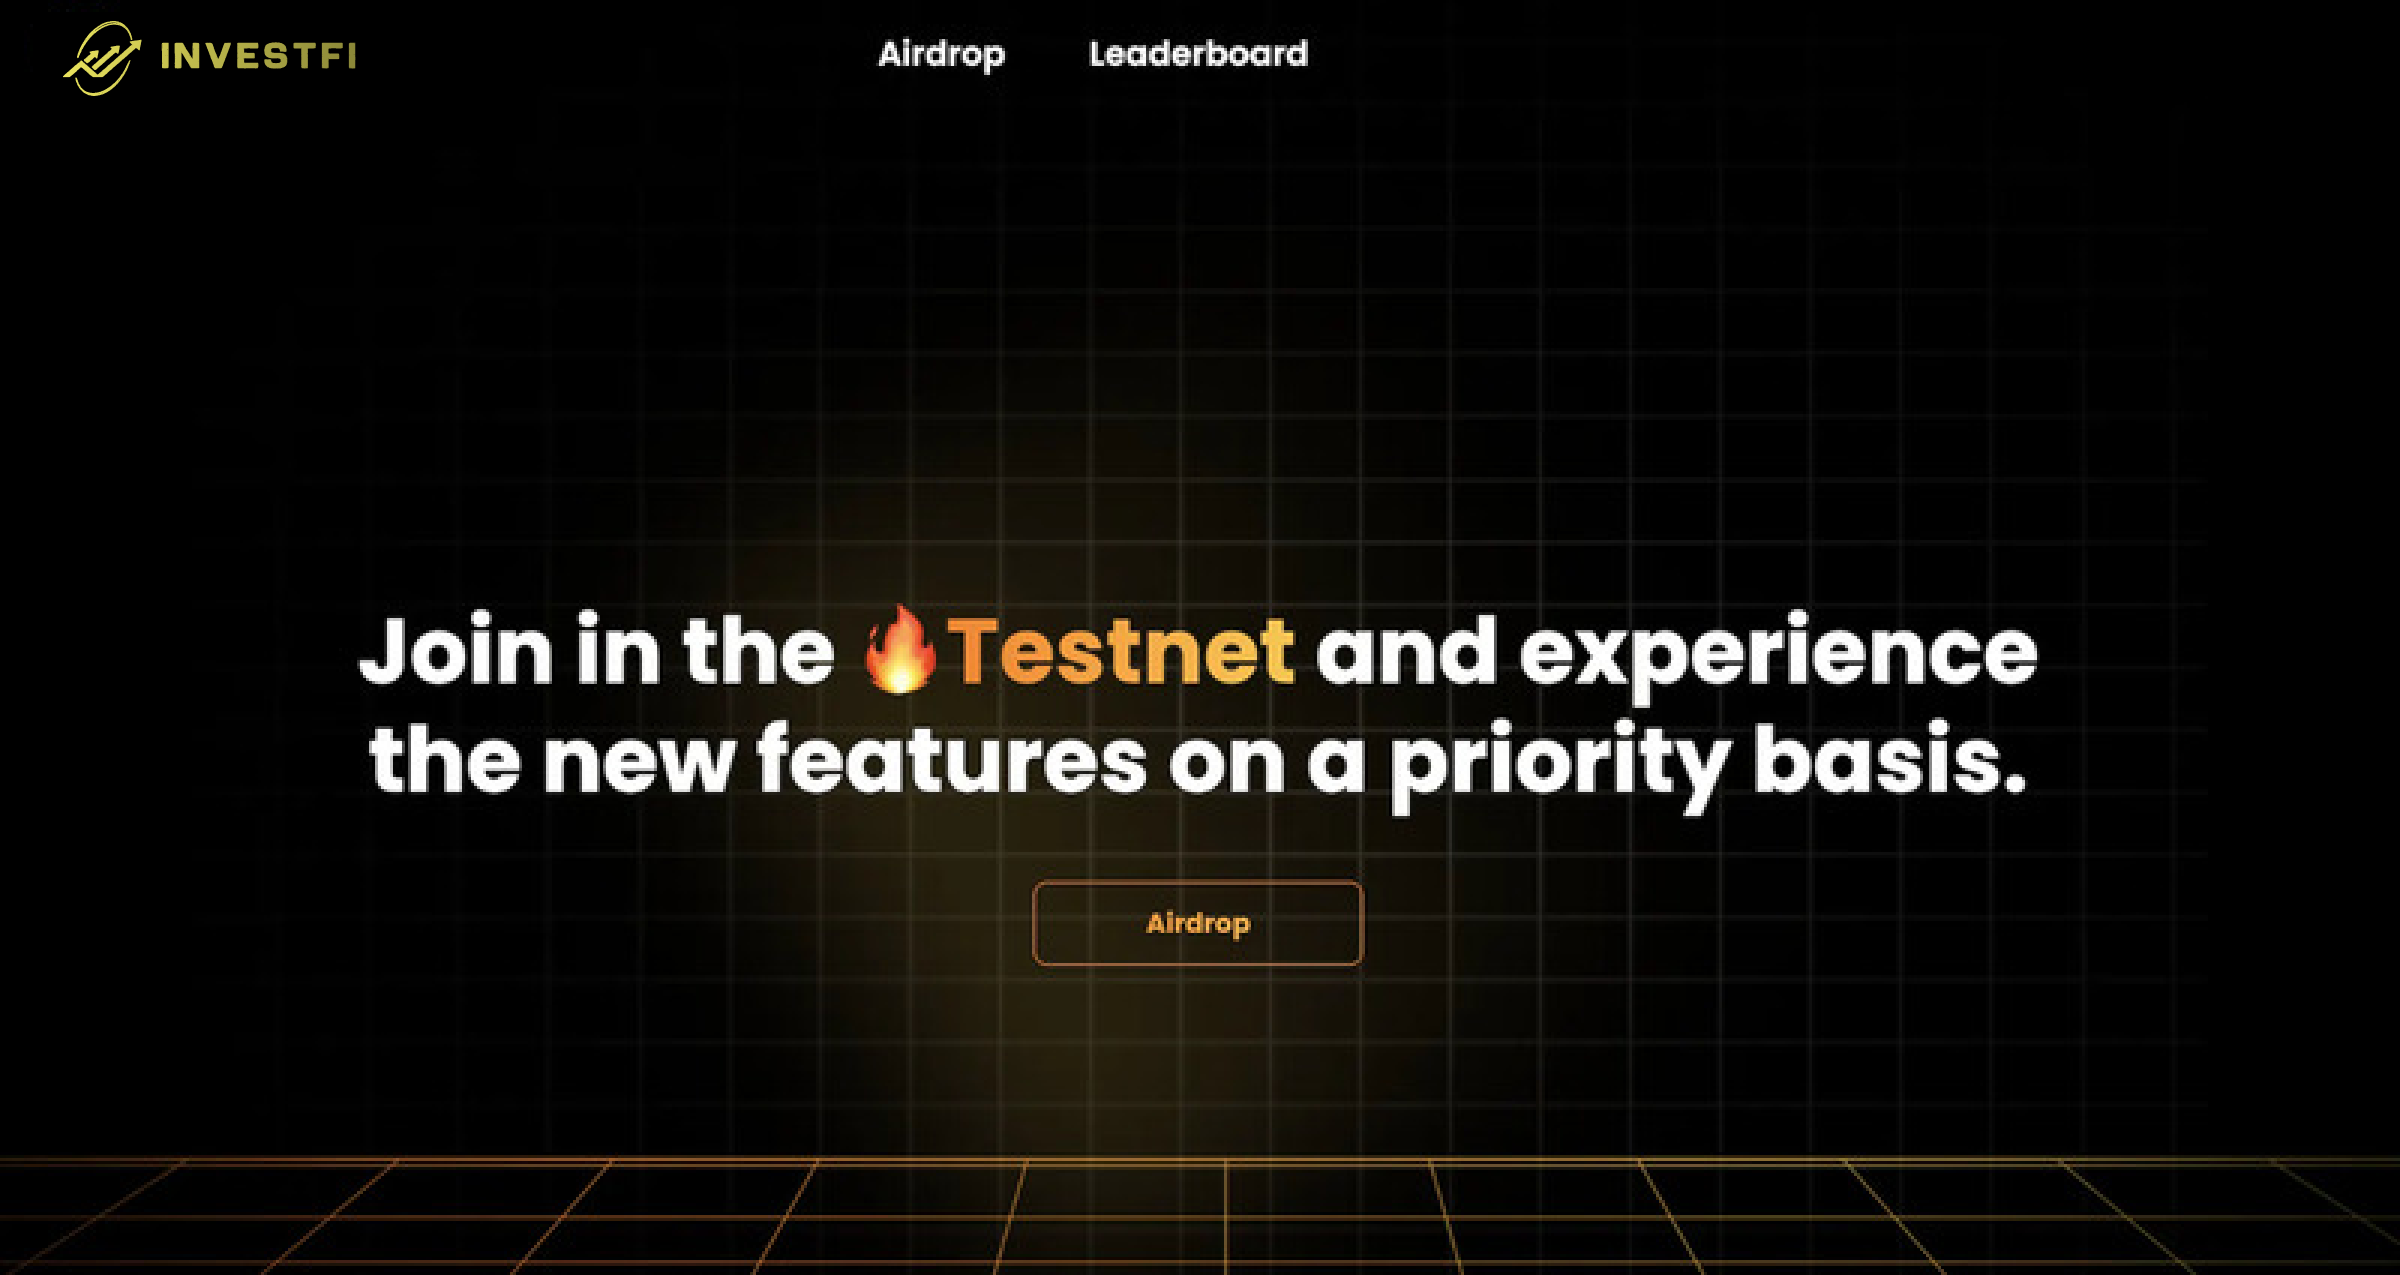 INVESTFI
Airdrop
Leaderboard
Join in the 🔥Testnet and experience
the new features on a priority basis.
Airdrop